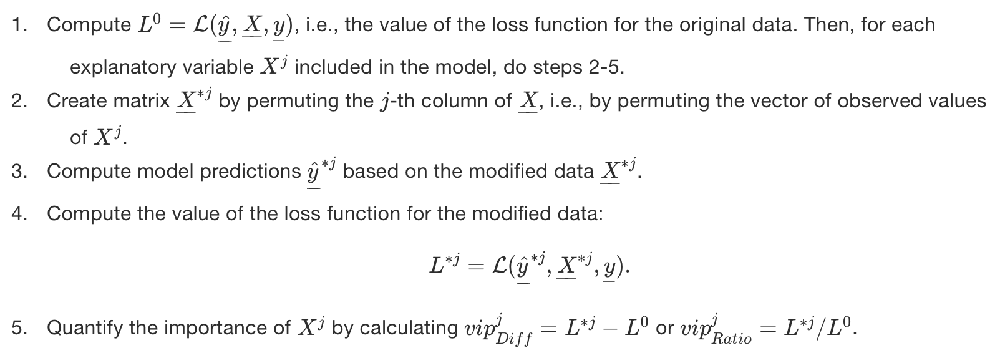 1. Compute $L^0 = \mathcal{L}(\underline{\hat{y}}, \underline{X}, \underline{y})$, i.e., the value of the loss function for the original data. Then, for each
explanatory variable $X^j$ included in the model, do steps 2-5.
2. Create matrix $\underline{X}^{*j}$ by permuting the $j$-th column of $\underline{X}$, i.e., by permuting the vector of observed values
of $X^j$.
3. Compute model predictions $\underline{\hat{y}}^{*j}$ based on the modified data $\underline{X}^{*j}$.
4. Compute the value of the loss function for the modified data:
$L^{*j} = \mathcal{L}(\underline{\hat{y}}^{*j}, \underline{X}^{*j}, \underline{y}).$
5. Quantify the importance of $X^j$ by calculating $vip^j_{Diff} = L^{*j} - L^0$ or $vip^j_{Ratio} = L^{*j}/L^0$.